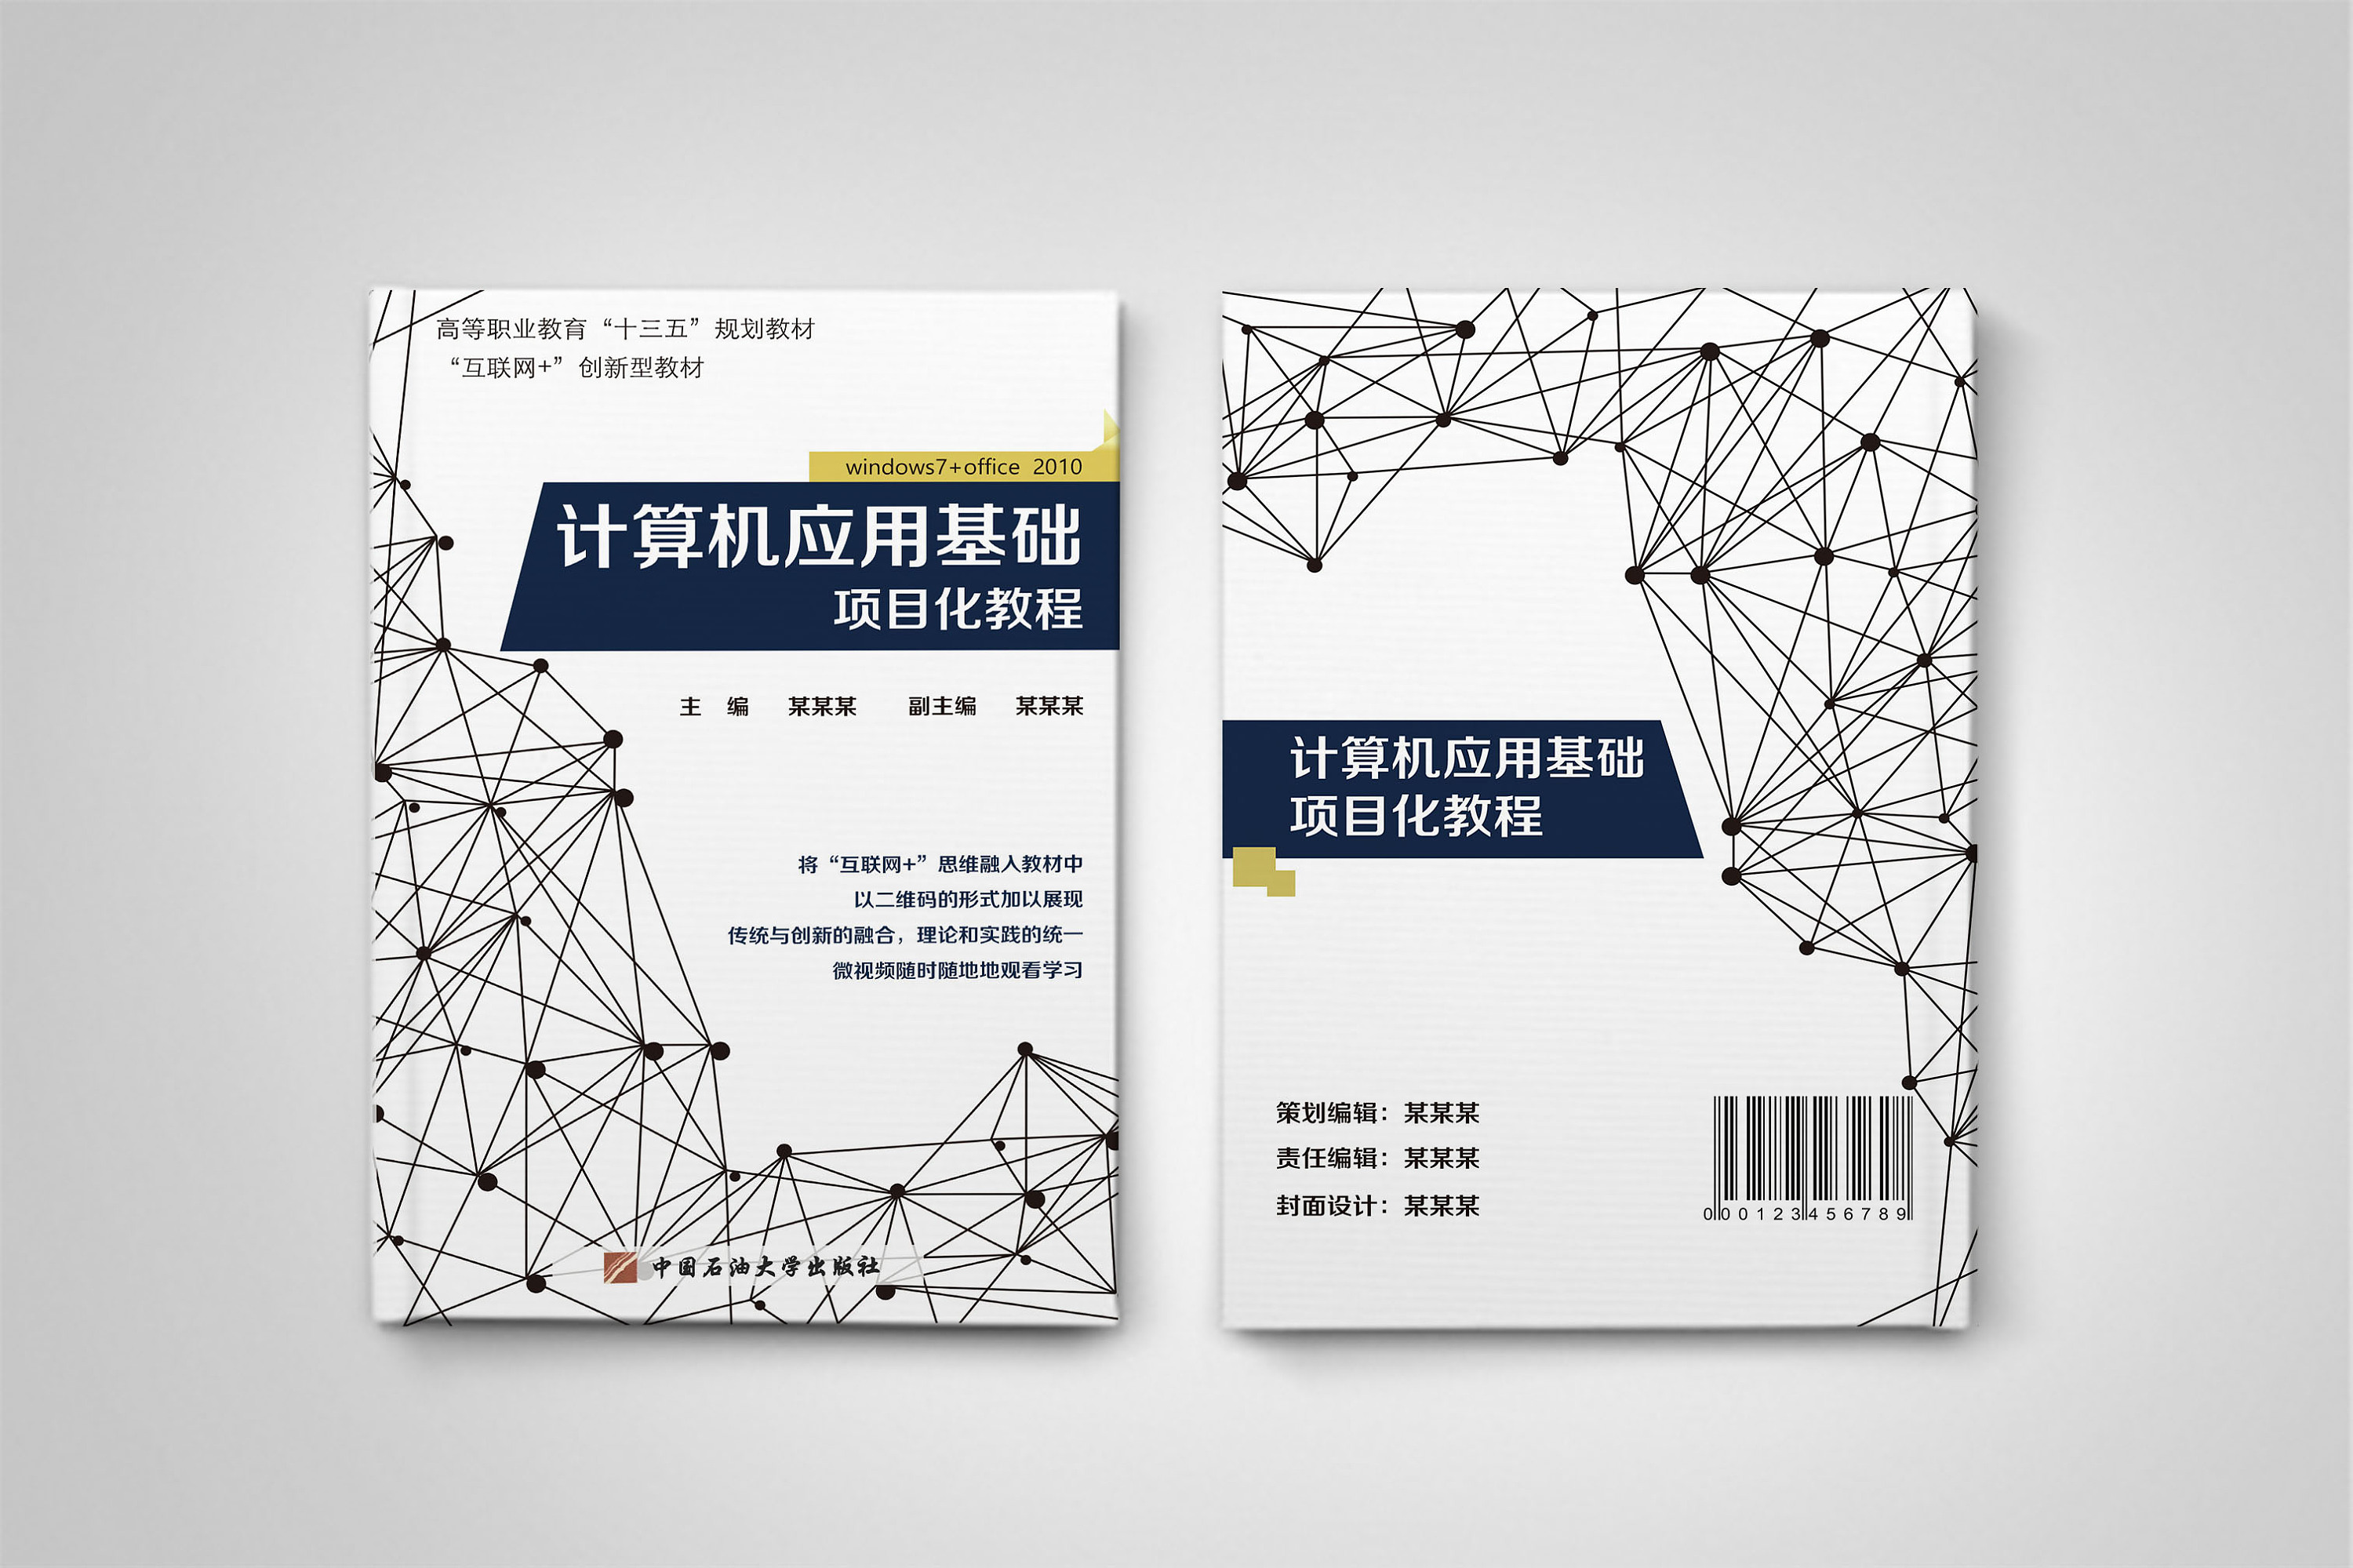 高等职业教育“十三五”规划教材
“互联网+”创新型教材
windows7+office 2010
计算机应用基础
项目化教程
主 编 某某某 副主编 某某某
将“互联网+”思维融入教材中
以二维码的形式加以展现
传统与创新的融合，理论和实践的统一
微视频随时随地地观看学习
中国石油大学出版社
计算机应用基础
项目化教程
策划编辑：某某某
责任编辑：某某某
封面设计：某某某
0 0 0 1 2 3 4 5 6 7 8 9